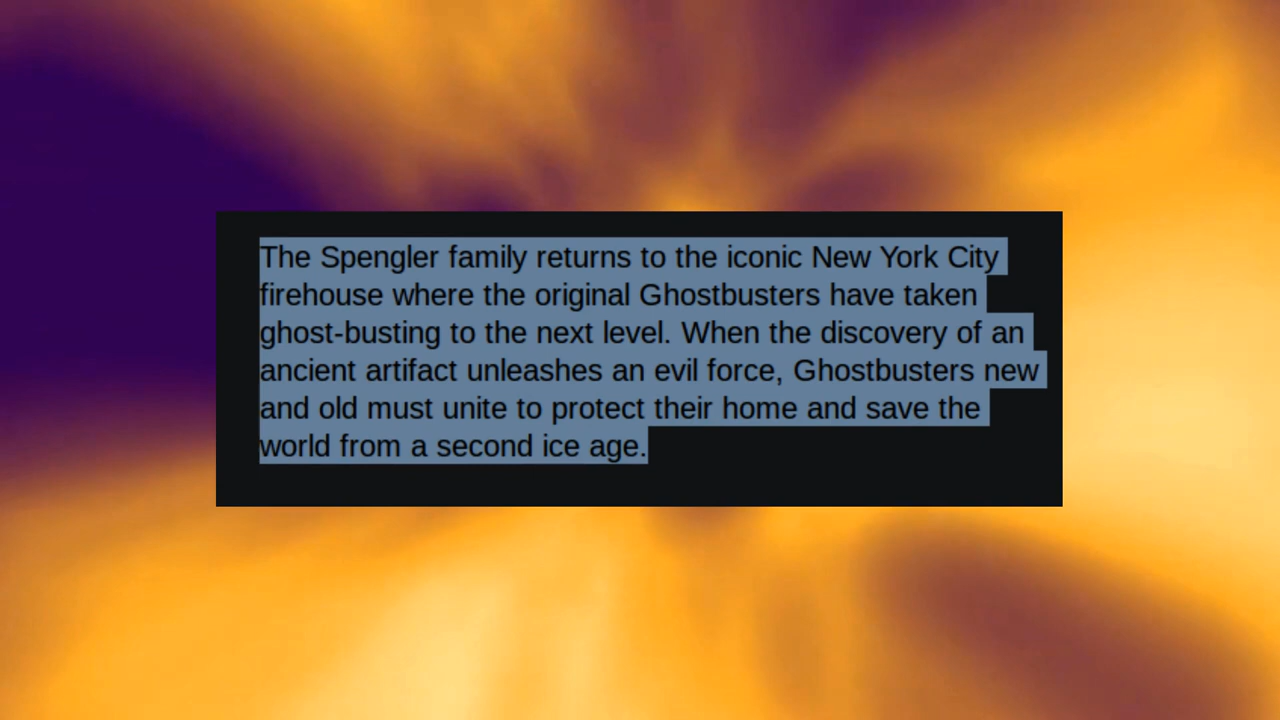 The Spengler family returns to the iconic New York City
firehouse where the original Ghostbusters have taken
ghost-busting to the next level. When the discovery of an
ancient artifact unleashes an evil force, Ghostbusters new
and old must unite to protect their home and save the
world from a second ice age.